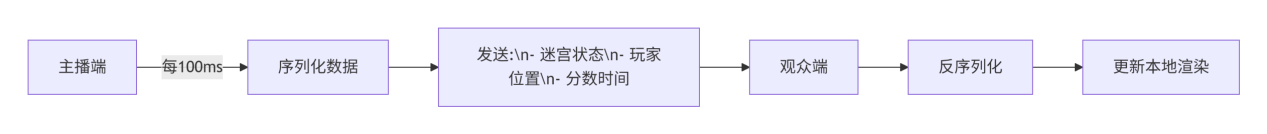 主播端
每100ms
序列化数据
发送:\n- 迷宫状态\n- 玩家
位置\n- 分数时间
观众端
反序列化
更新本地渲染